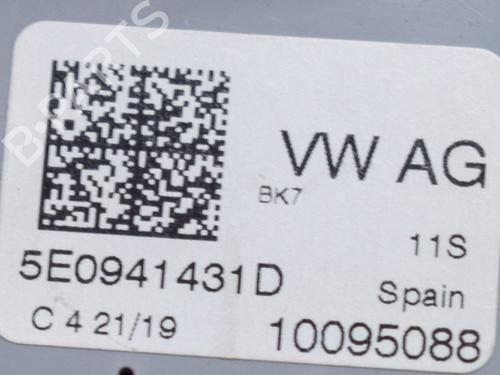 B-PARTS
VW AG
BK7
11S
5E0941431D
Spain
C 4 21/19
10095088